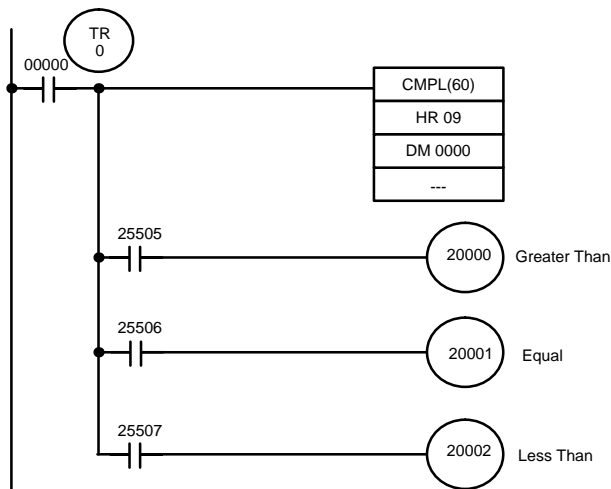 TR
0
00000
CMPL(60)
HR 09
DM 0000
---
25505
20000 Greater Than
25506
20001 Equal
25507
20002 Less Than